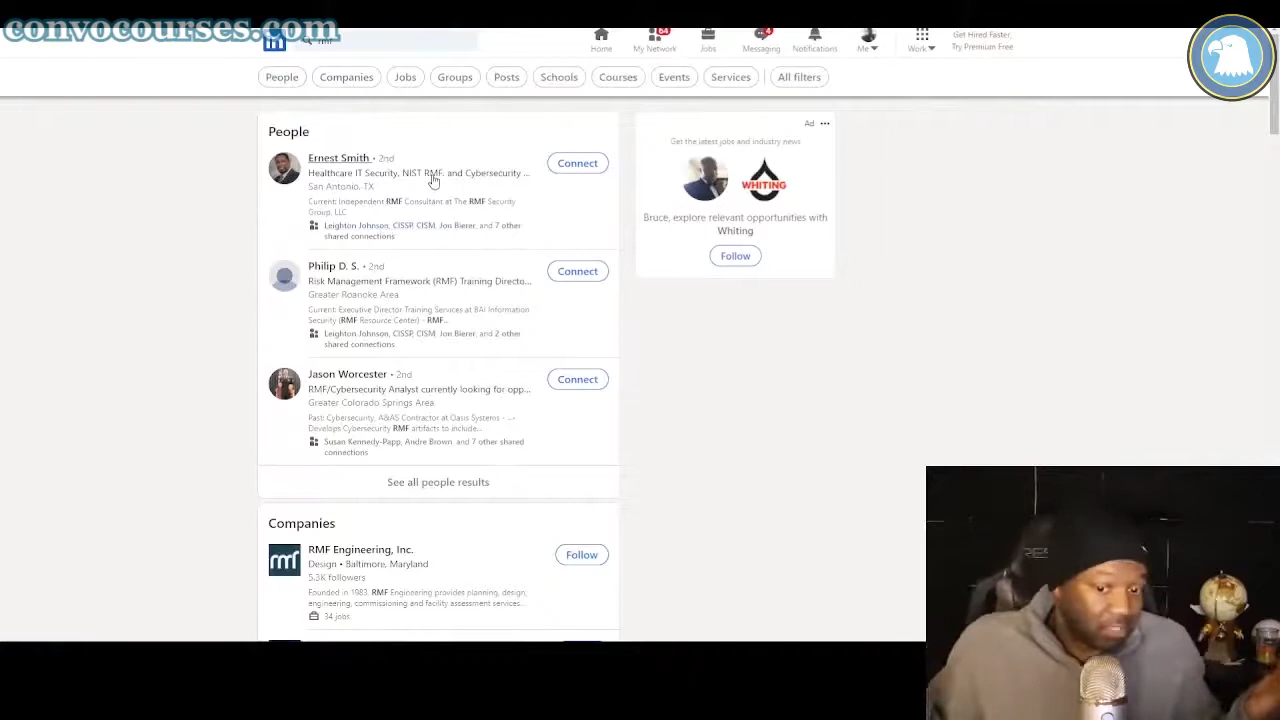 convocourses.com
rmf
64
4
Home
My Network
Jobs
Messaging
Notifications
Me
Work
Get Hired Faster,
Try Premium Free
People
Companies
Jobs
Groups
Posts
Schools
Courses
Events
Services
All filters
People
Ernest Smith • 2nd
Healthcare IT Security, NIST RMF, and Cybersecurity ...
San Antonio, TX
Current: Independent RMF Consultant at The RMF Security
Group, LLC
Leighton Johnson, CISSP, CISM, Jon Bierer, and 7 other
shared connections
Connect
Philip D. S. • 2nd
Risk Management Framework (RMF) Training Directo...
Greater Roanoke Area
Current: Executive Director Training Services at BAI Information
Security (RMF Resource Center) - RMF...
Leighton Johnson, CISSP, CISM, Jon Bierer, and 2 other
shared connections
Connect
Jason Worcester • 2nd
RMF/Cybersecurity Analyst currently looking for opp...
Greater Colorado Springs Area
Past: Cybersecurity, A&AS Contractor at Oasis Systems - --
Develops Cybersecurity RMF artifacts to include...
Susan Kennedy-Papp, Andre Brown, and 7 other shared
connections
Connect
See all people results
Companies
RMF Engineering, Inc.
Design • Baltimore, Maryland
5.3K followers
Founded in 1983, RMF Engineering provides planning, design,
engineering, commissioning and facility assessment services...
34 jobs
rmf
Follow
Ad
Get the latest jobs and industry news
WHITING
Bruce, explore relevant opportunities with
Whiting
Follow